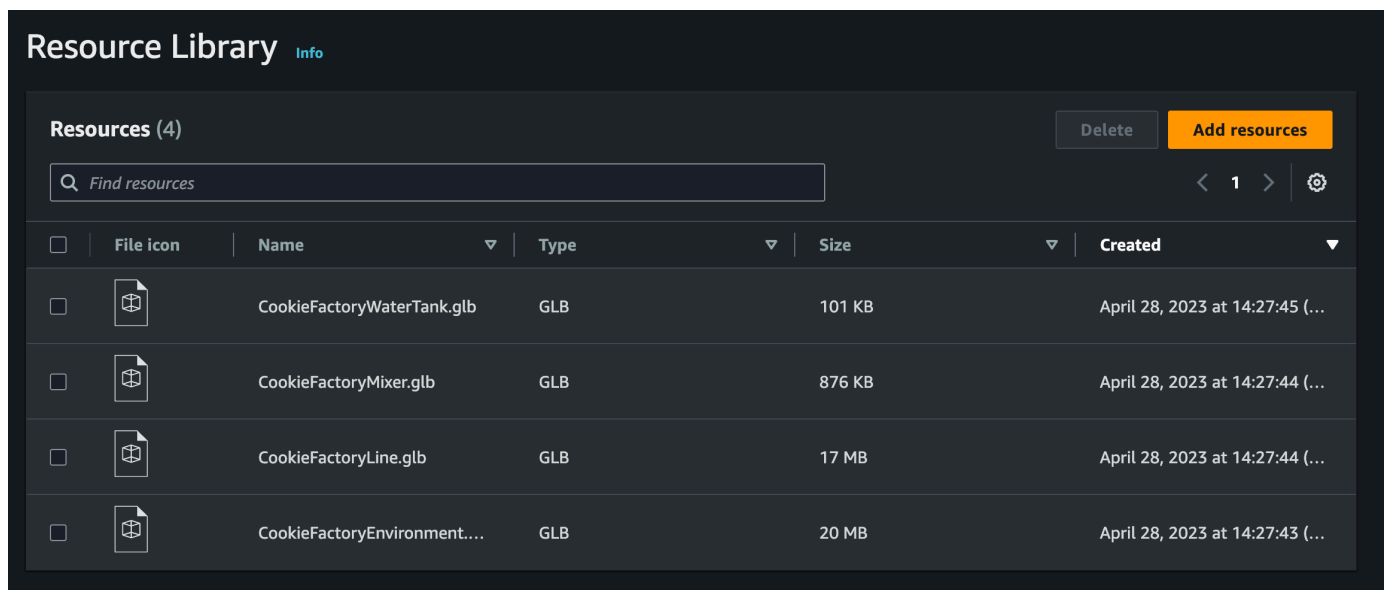 Resource Library Info
Resources (4)
Delete
Add resources
Find resources
1
File icon Name Type Size Created
CookieFactoryWaterTank.glb GLB 101 KB April 28, 2023 at 14:27:45 (...
CookieFactoryMixer.glb GLB 876 KB April 28, 2023 at 14:27:44 (...
CookieFactoryLine.glb GLB 17 MB April 28, 2023 at 14:27:44 (...
CookieFactoryEnvironment.... GLB 20 MB April 28, 2023 at 14:27:43 (...